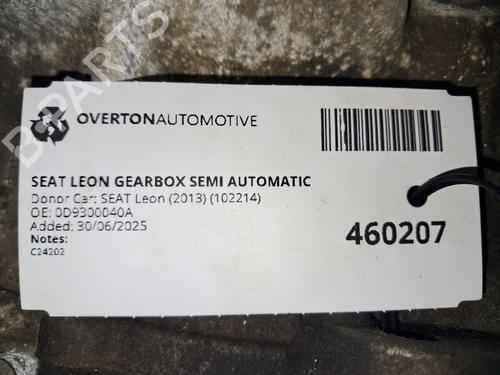 B-PARTS
OVERTONAUTOMOTIVE
SEAT LEON GEARBOX SEMI AUTOMATIC
Donor Car: SEAT Leon (2013) (102214)
OE: 0D9300040A
Added: 30/06/2025
Notes:
C24202
460207